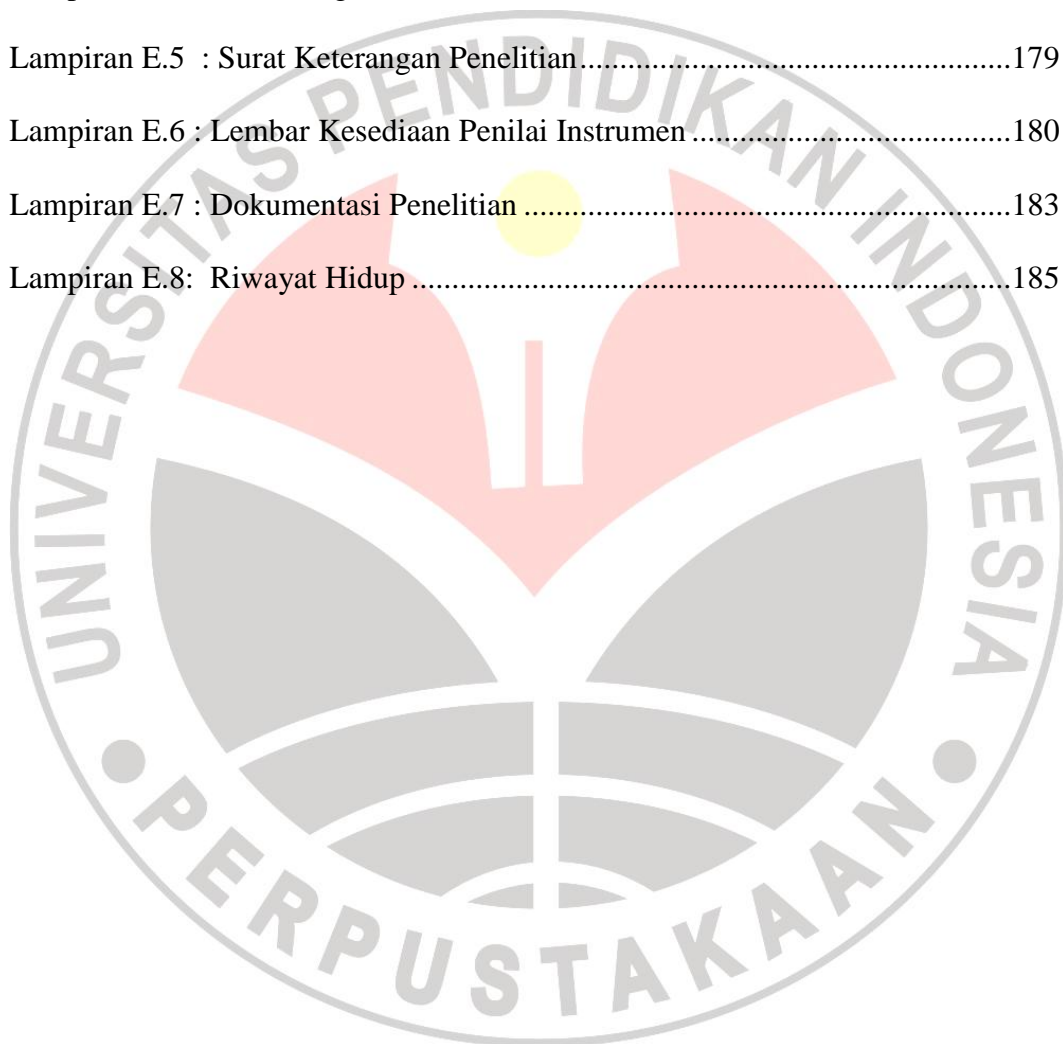 Lampiran E.5 : Surat Keterangan Penelitian......................................................179
Lampiran E.6 : Lembar Kesediaan Penilai Instrumen ........................................180
Lampiran E.7 : Dokumentasi Penelitian .............................................................183
Lampiran E.8: Riwayat Hidup ...........................................................................185
UNIVERSITAS PENDIDIKAN INDONESIA
• PERPUSTAKAAN •